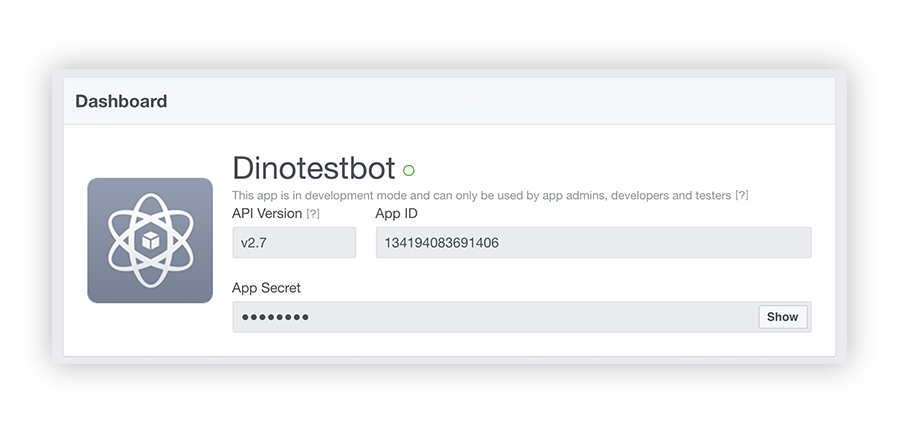 Dashboard
Dinotestbot
This app is in development mode and can only be used by app admins, developers and testers [?]
API Version [?] App ID
v2.7 134194083691406
App Secret
●●●●●●●● Show